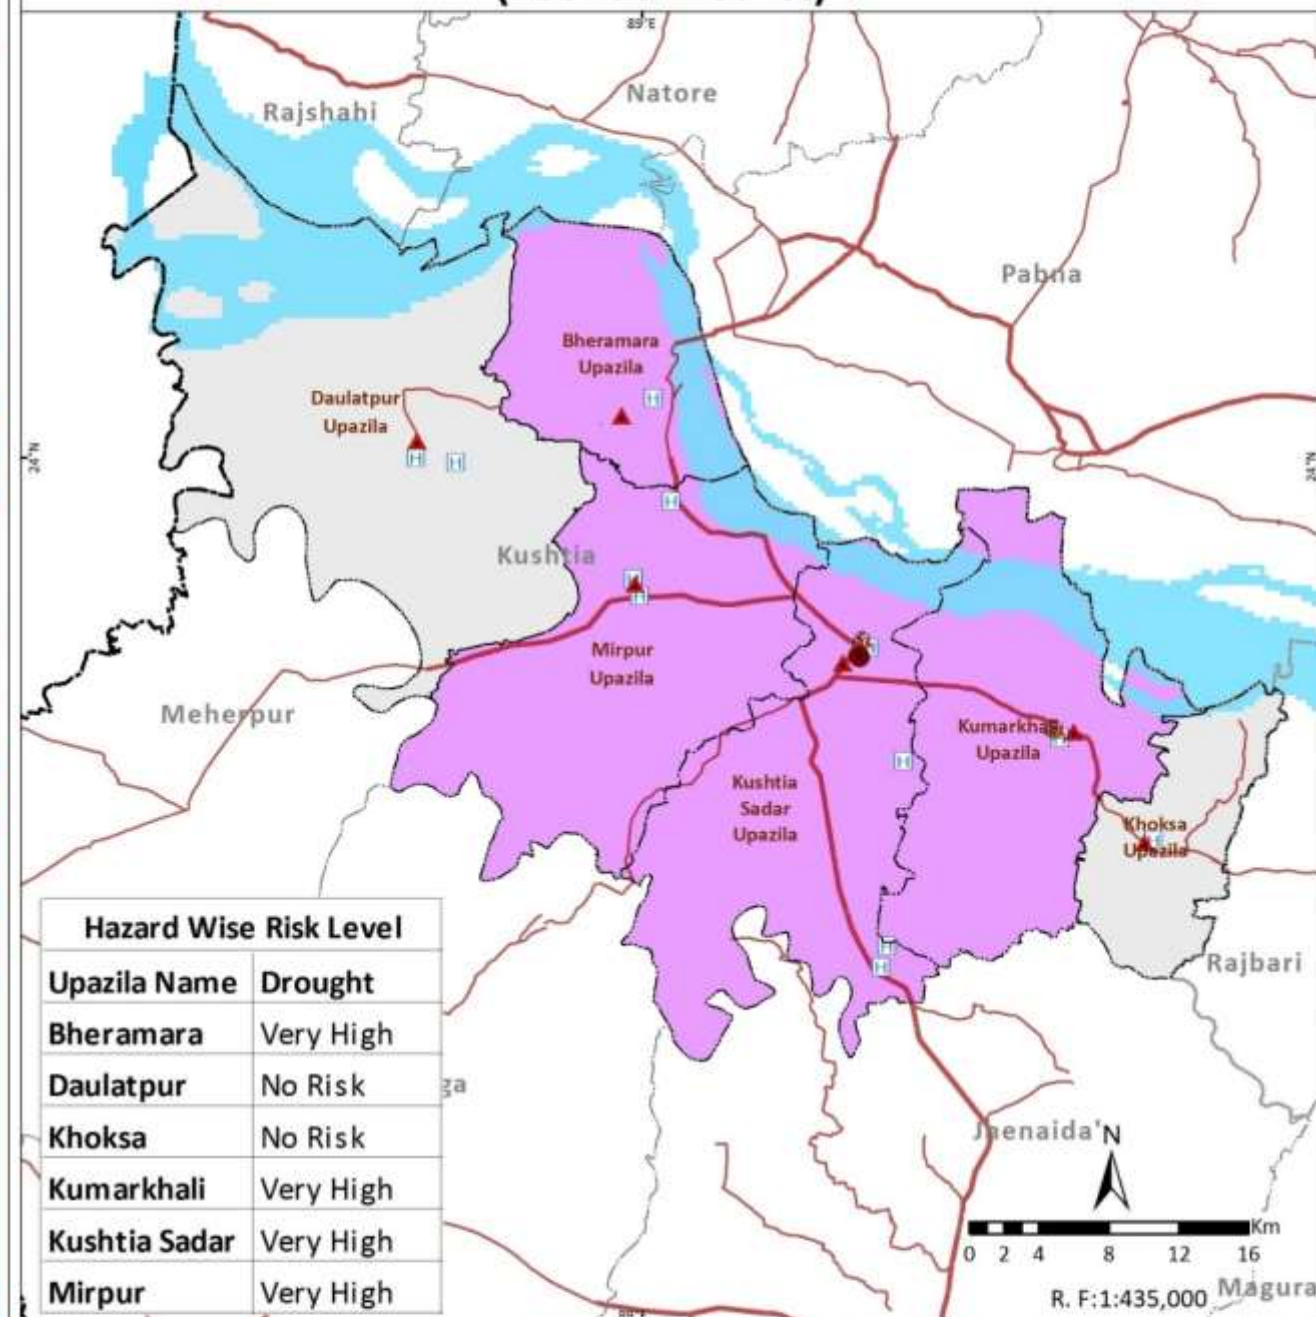 89°E
Natore
Rajshahi
Pabna
Bheramara
Upazila
Daulatpur
Upazila
24°N
24°N
Kushtia
Mirpur
Upazila
Meherpur
Kumarkhali
Upazila
Kushtia
Sadar
Upazila
Khoksa
Upazila
Rajbari
Hazard Wise Risk Level
Upazila Name Drought
Bheramara Very High
Daulatpur No Risk
Khoksa No Risk
Kumarkhali Very High
Kushtia Sadar Very High
Mirpur Very High
ga
Jhenaida'
N
Km
0 2 4 8 12 16
R. F:1:435,000
Magura